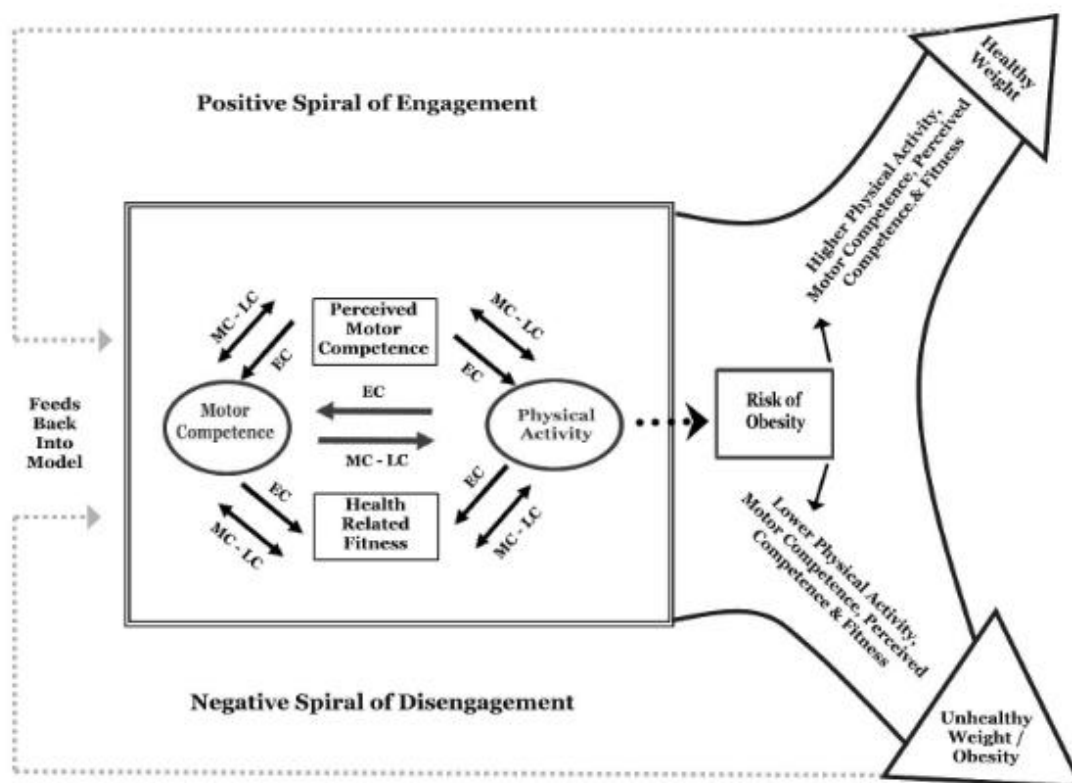 Healthy
Weight
Positive Spiral of Engagement
Higher Physical Activity,
Motor Competence, Perceived
Competence & Fitness
MC - LC
EC
Perceived
Motor
Competence
MC - LC
EC
Feeds
Back
Into
Model
Motor
Competence
EC
MC - LC
Physical
Activity
Risk of
Obesity
EC
MC - LC
Health
Related
Fitness
EC
MC - LC
Lower Physical Activity,
Motor Competence, Perceived
Competence & Fitness
Negative Spiral of Disengagement
Unhealthy
Weight /
Obesity